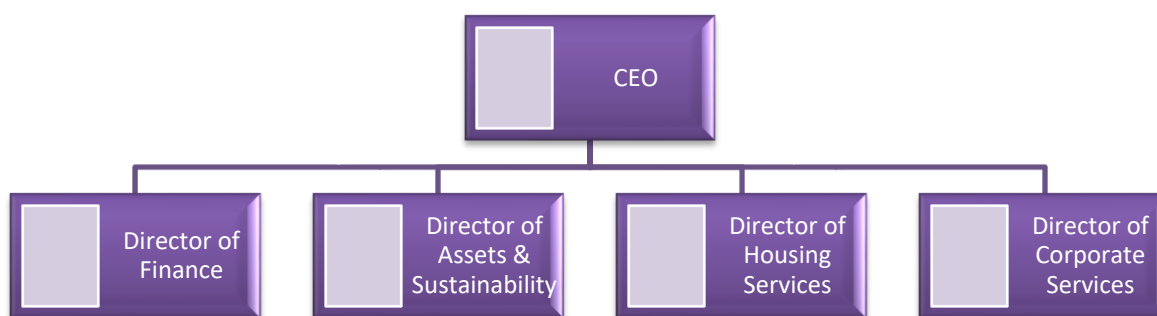 CEO
Director of
Finance
Director of
Assets &
Sustainability
Director of
Housing
Services
Director of
Corporate
Services